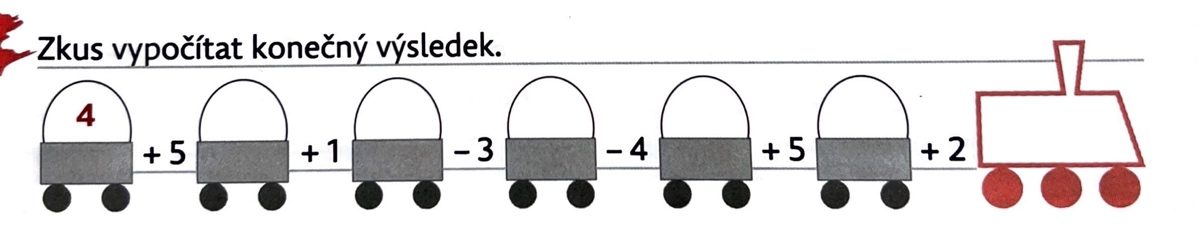 Zkus vypočítat konečný výsledek.
4 + 5 + 1 – 3 – 4 + 5 + 2